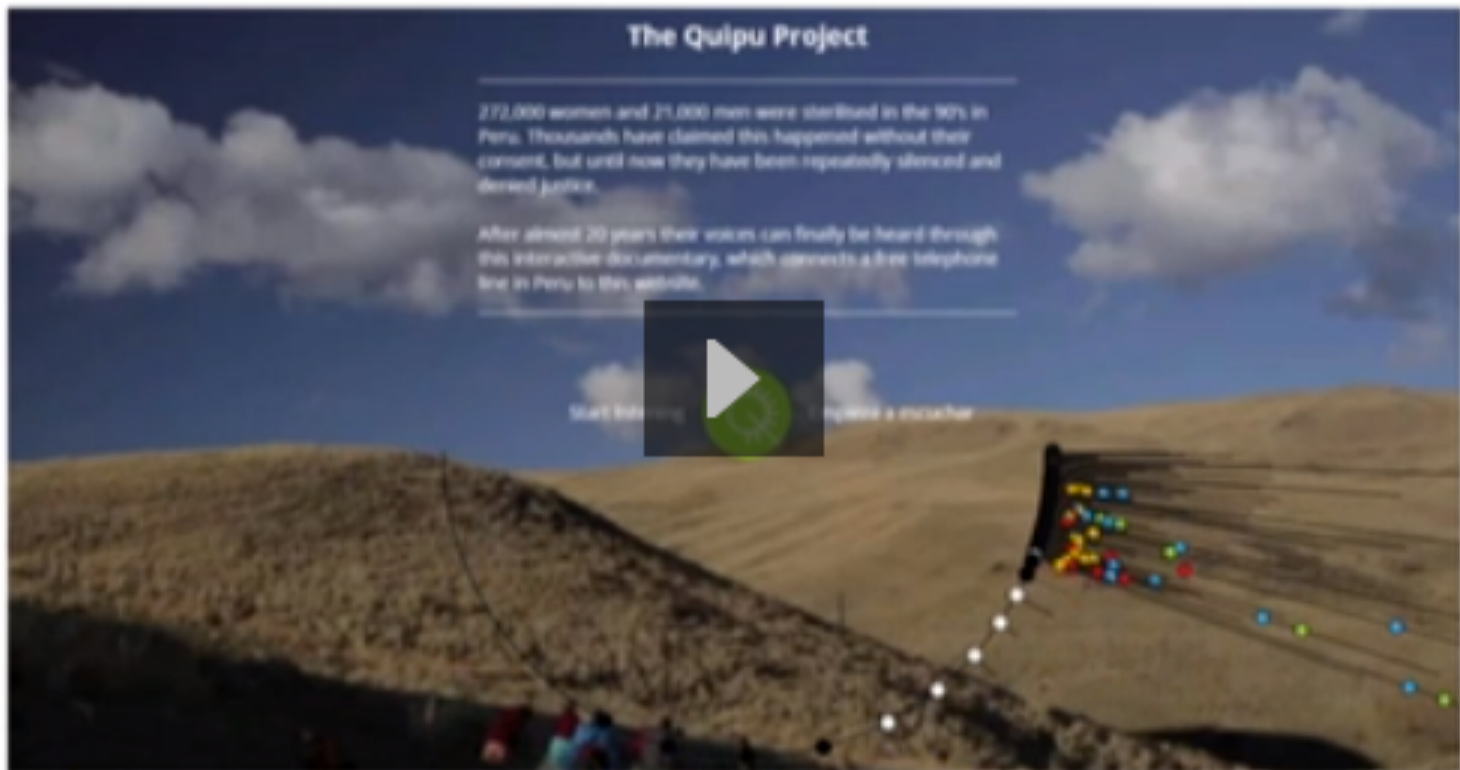 The Quipu Project
272,000 women and 21,000 men were sterilised in the 90's in
Peru. Thousands have claimed this happened without their
consent, but until now they have been repeatedly silenced and
denied justice.
After almost 20 years their voices can finally be heard through
this interactive documentary, which connects a free telephone
line in Peru to this website.
Start listening
Empieza a escuchar